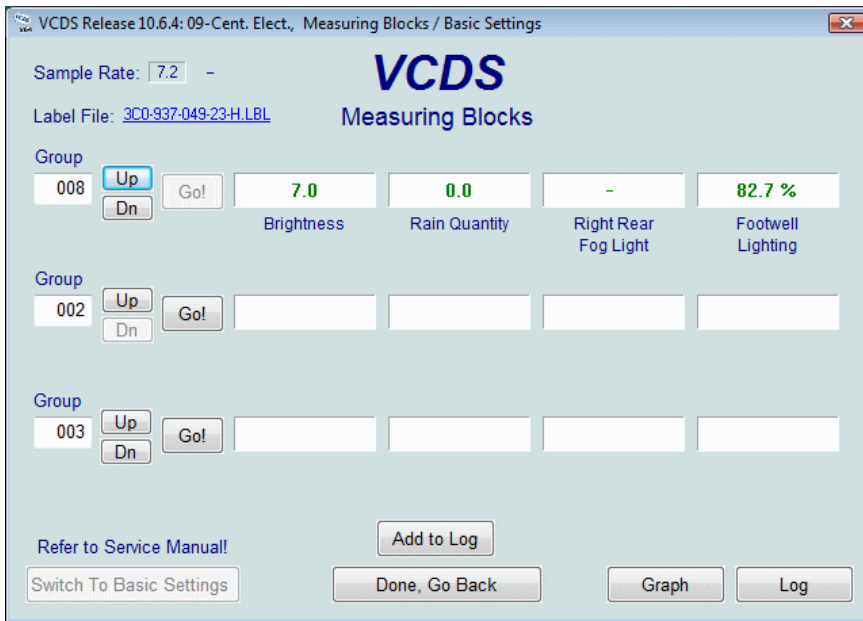 VCDS Release 10.6.4: 09-Cent. Elect., Measuring Blocks / Basic Settings
Sample Rate: 7.2 -
VCDS
Label File: 3C0-937-049-23-H.LBL
Measuring Blocks
Group
008 Up Dn Go! 7.0 0.0 - 82.7 %
Brightness Rain Quantity Right Rear Footwell
Fog Light Lighting
Group
002 Up Dn Go!
Group
003 Up Dn Go!
Add to Log
Refer to Service Manual!
Switch To Basic Settings Done, Go Back Graph Log